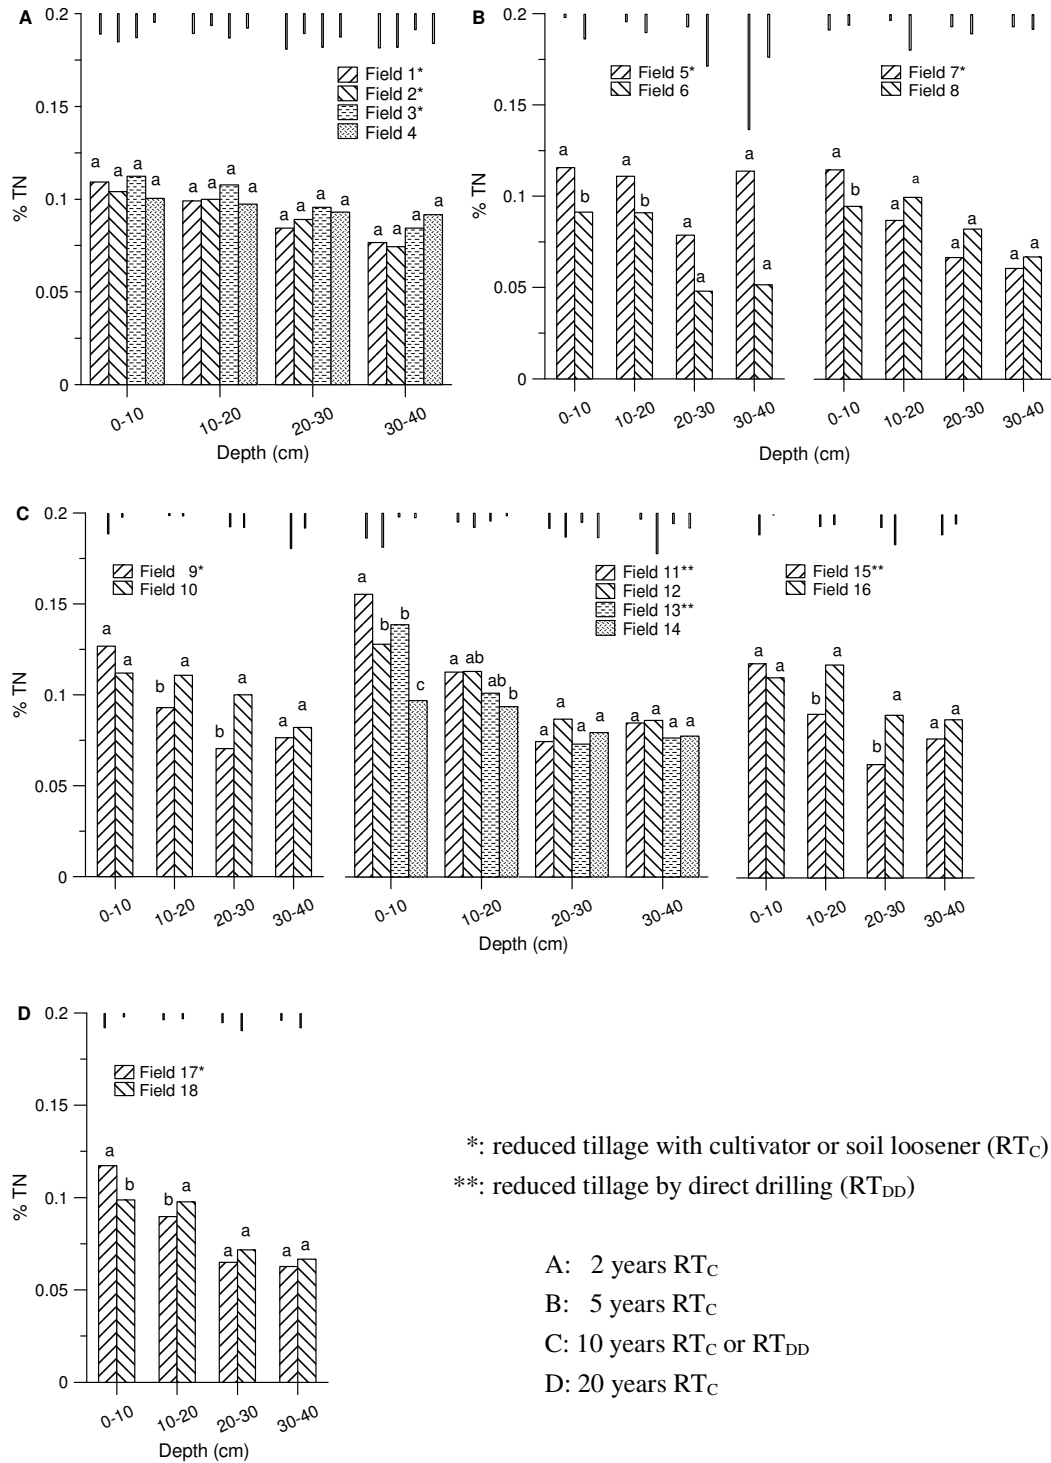 A
0.2
0.15
0.1
0.05
0
% TN
Field 1*
Field 2*
Field 3*
Field 4
a a a a
a a a a
a a a a
a a a a
0-10 10-20 20-30 30-40
Depth (cm)
B
0.2
0.15
0.1
0.05
0
% TN
Field 5*
Field 6
a b
a b
a a
a a
0-10 10-20 20-30 30-40
Field 7*
Field 8
a b
a a
a a
a a
0-10 10-20 20-30 30-40
Depth (cm)
C
0.2
0.15
0.1
0.05
0
% TN
Field 9*
Field 10
a a
b a
b a
a a
0-10 10-20 20-30 30-40
Field 11**
Field 12
Field 13**
Field 14
a b b c
a ab ab b
a a a a
a a a a
0-10 10-20 20-30 30-40
Depth (cm)
Field 15**
Field 16
a a
b a
b a
a a
0-10 10-20 20-30 30-40
D
0.2
0.15
0.1
0.05
0
% TN
Field 17*
Field 18
a b
b a
a a
a a
0-10 10-20 20-30 30-40
Depth (cm)
*: reduced tillage with cultivator or soil loosener (RTC)
**: reduced tillage by direct drilling (RTDD)
A: 2 years RTC
B: 5 years RTC
C: 10 years RTC or RTDD
D: 20 years RTC